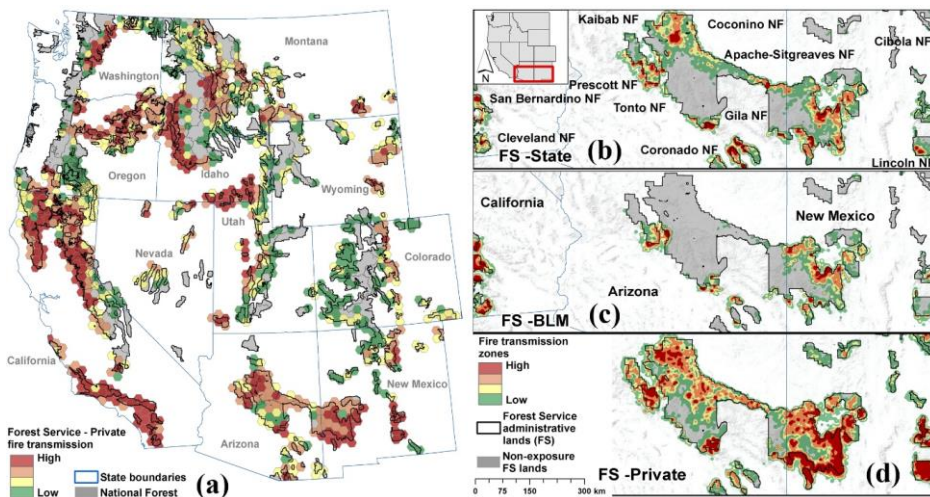 Montana
Washington
Oregon
Idaho
Wyoming
Utah
Nevada
Colorado
California
New Mexico
Arizona
Forest Service - Private
fire transmission
High
Low
State boundaries
National Forest
(a)
Kaibab NF
Coconino NF
Cibola NF
Apache-Sitgreaves NF
N
Prescott NF
San Bernardino NF
Tonto NF
Gila NF
Cleveland NF
Coronado NF
Lincoln NF
FS -State
(b)
California
New Mexico
Arizona
FS -BLM
(c)
Fire transmission
zones
High
Low
Forest Service
administrative
lands (FS)
Non-exposure
FS lands
FS -Private
(d)
0 75 150 300 km